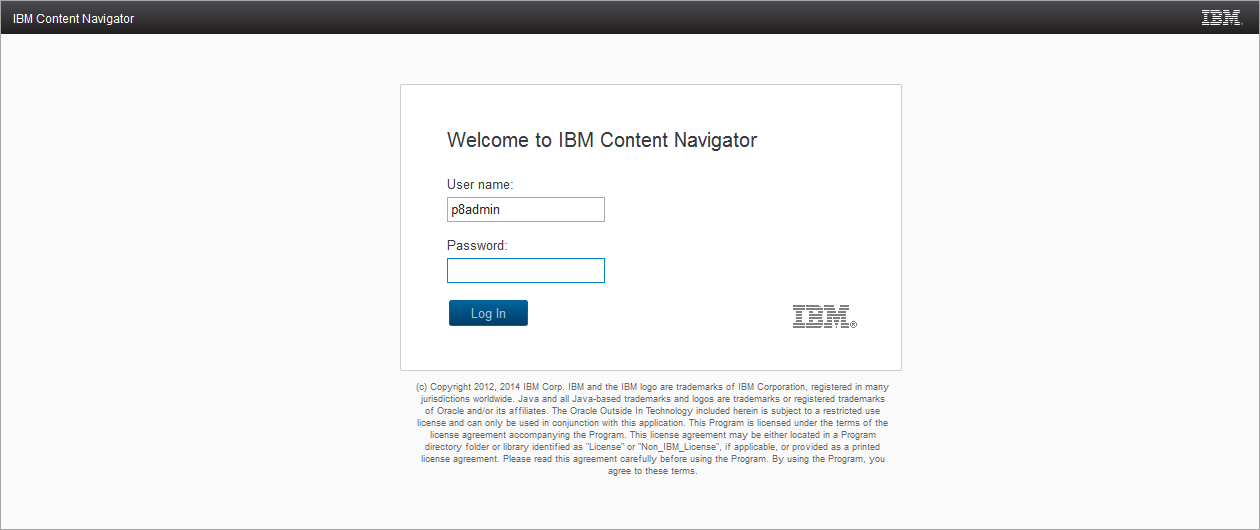 IBM Content Navigator
IBM
Welcome to IBM Content Navigator
User name:
p8admin
Password:
Log In
IBM®
(c) Copyright 2012, 2014 IBM Corp. IBM and the IBM logo are trademarks of IBM Corporation, registered in many
jurisdictions worldwide. Java and all Java-based trademarks and logos are trademarks or registered trademarks
of Oracle and/or its affiliates. The Oracle Outside In Technology included herein is subject to a restricted use
license and can only be used in conjunction with this application. This Program is licensed under the terms of the
license agreement accompanying the Program. This license agreement may be either located in a Program
directory folder or library identified as "License" or "Non_IBM_License", if applicable, or provided as a printed
license agreement. Please read this agreement carefully before using the Program. By using the Program, you
agree to these terms.